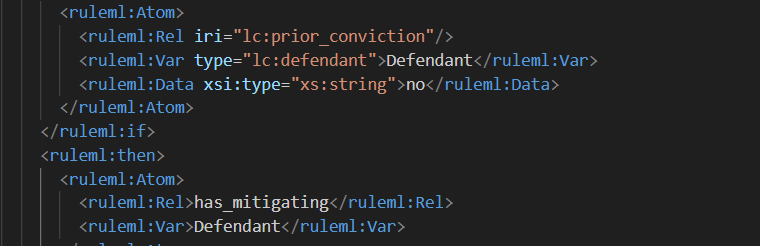 <ruleml:Atom>
<ruleml:Rel iri="lc:prior_conviction"/>
<ruleml:Var type="lc:defendant">Defendant</ruleml:Var>
<ruleml:Data xsi:type="xs:string">no</ruleml:Data>
</ruleml:Atom>
</ruleml:if>
<ruleml:then>
<ruleml:Atom>
<ruleml:Rel>has_mitigating</ruleml:Rel>
<ruleml:Var>Defendant</ruleml:Var>